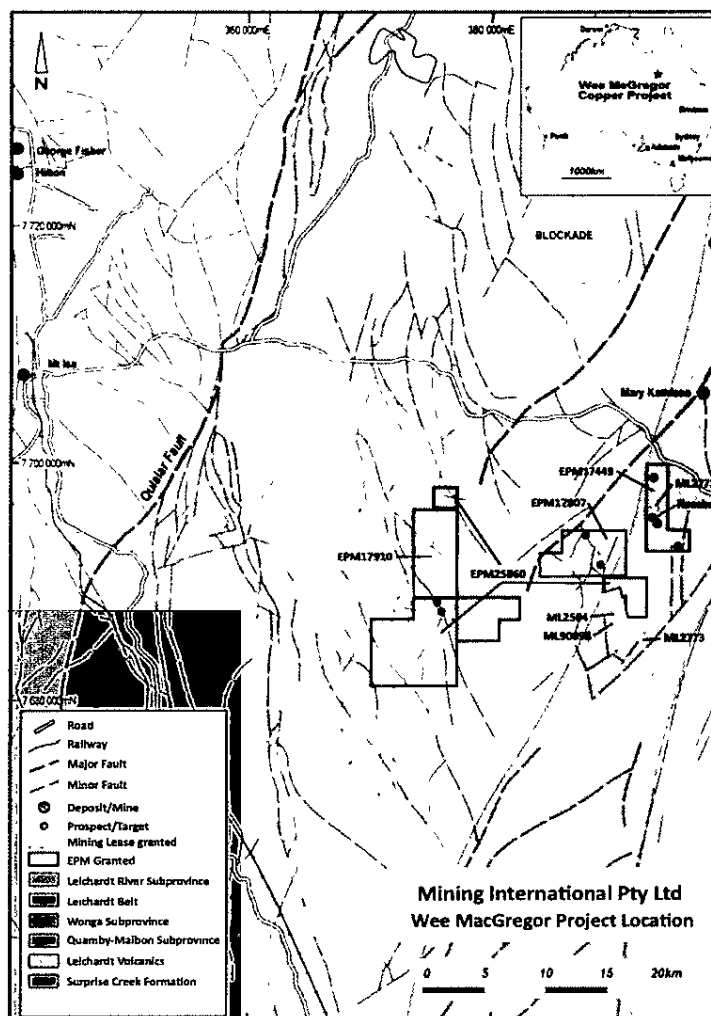 360 000mE
380 000mE
N
Darwin
Wee McGregor
Copper Project
Brisbane
Perth
Sydney
Adelaide
Melbourne
1000km
George Fisher
Hilton
7 720 000mN
BLOCKADE
Mt Isa
Mary Kathleen
Quialar Fault
7 700 000mN
EPM17449
EPM12807
EPM17910
EPM25860
ML2504
ML90098
ML2773
7 680 000mN
Road
Railway
Major Fault
Minor Fault
Deposit/Mine
Prospect/Target
Mining Lease granted
EPM Granted
Leichardt River Subprovince
Leichardt Belt
Wonga Subprovince
Quamby-Malbon Subprovince
Leichardt Volcanics
Surprise Creek Formation
Mining International Pty Ltd
Wee MacGregor Project Location
0 5 10 15 20km